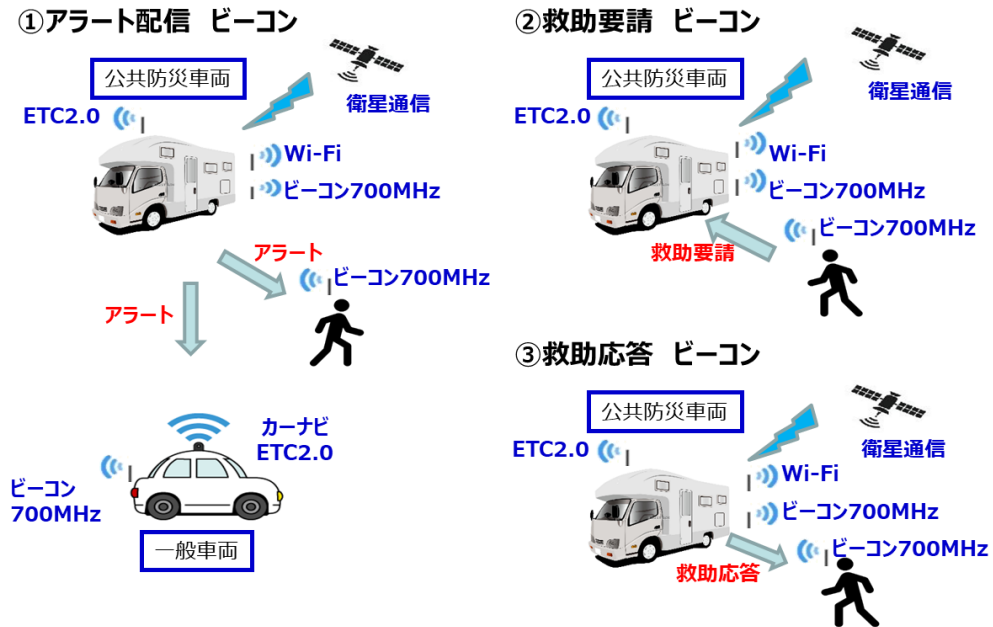 ①アラート配信 ビーコン
公共防災車両
衛星通信
ETC2.0
Wi-Fi
ビーコン700MHz
アラート
ビーコン700MHz
アラート
カーナビ
ETC2.0
ビーコン
700MHz
一般車両
②救助要請 ビーコン
公共防災車両
衛星通信
ETC2.0
Wi-Fi
ビーコン700MHz
ビーコン700MHz
救助要請
③救助応答 ビーコン
公共防災車両
衛星通信
ETC2.0
Wi-Fi
ビーコン700MHz
ビーコン700MHz
救助応答